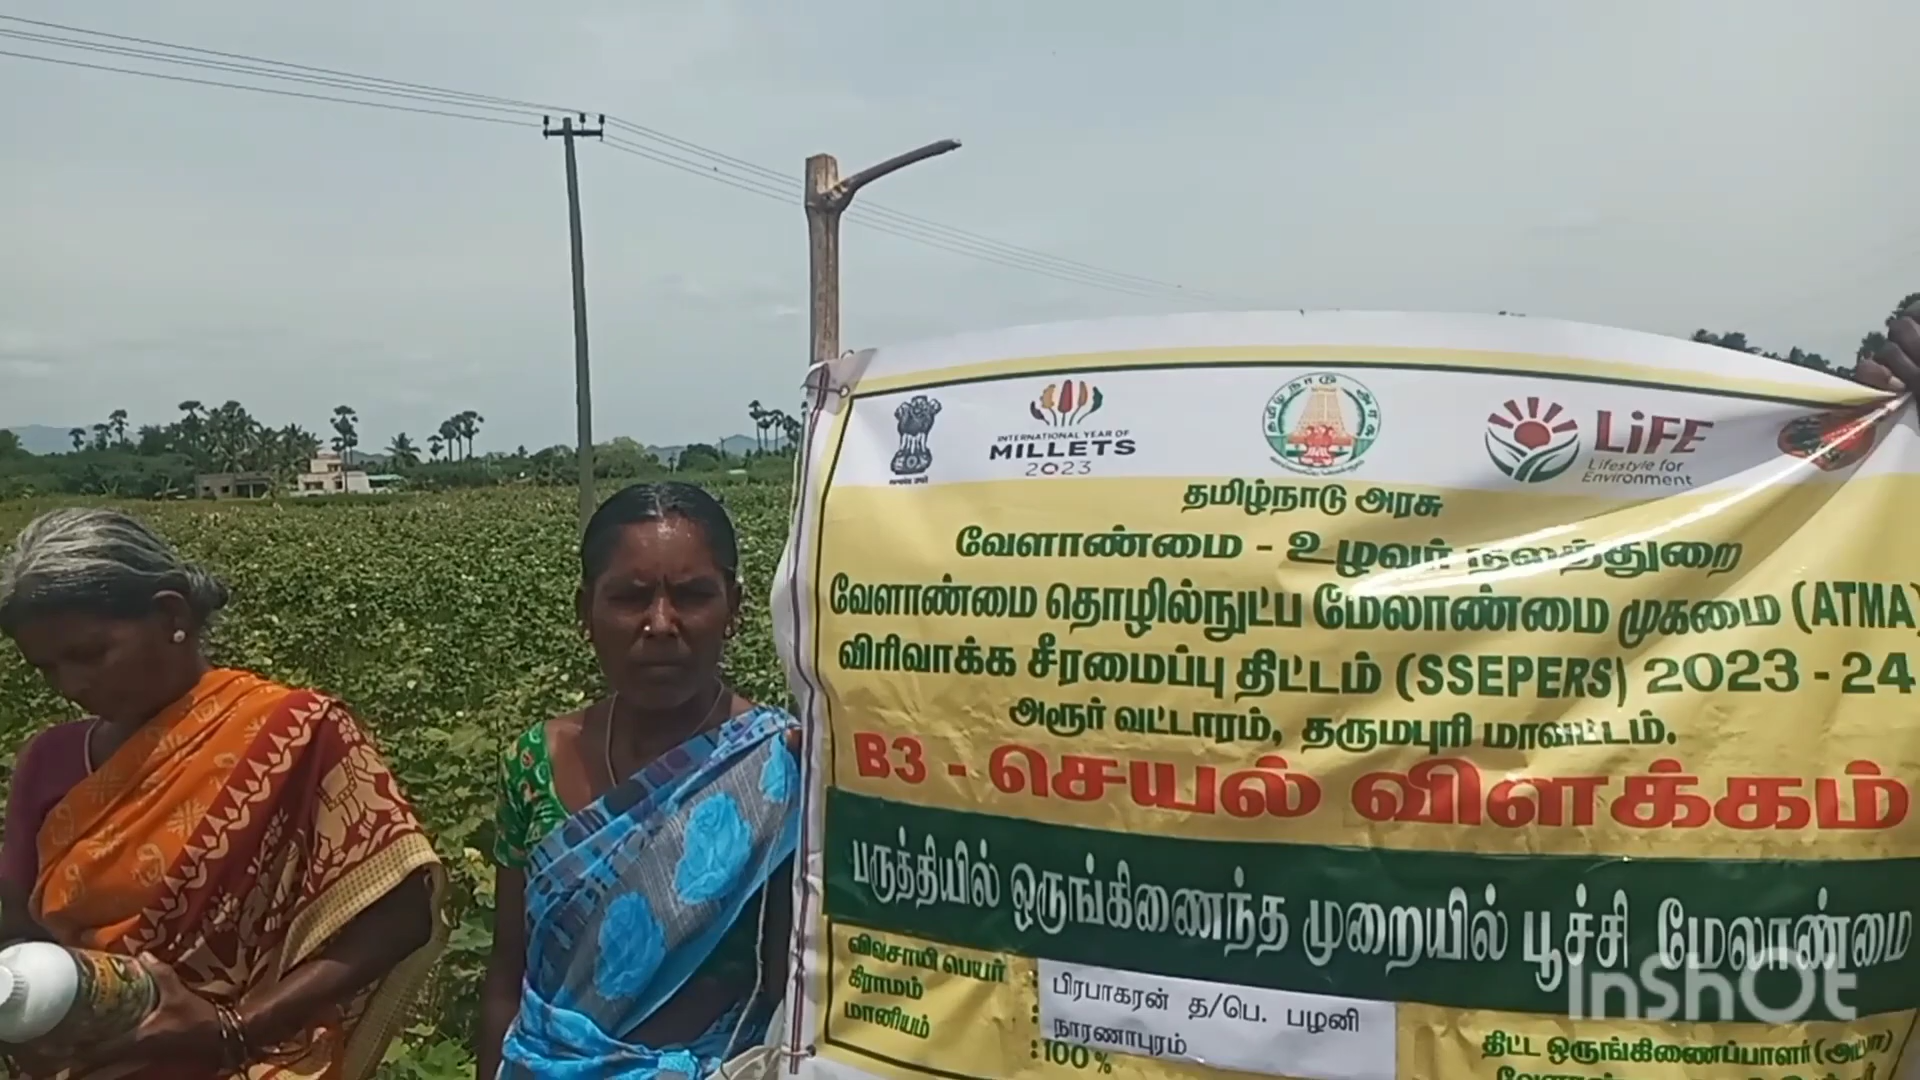 INTERNATIONAL YEAR OF
MILLETS
2023
LiFE
Lifestyle for
Environment
தமிழ்நாடு அரசு
வேளாண்மை - உழவர் நலத்துறை
வேளாண்மை தொழில்நுட்ப மேலாண்மை முகமை (ATMA)
விரிவாக்க சீரமைப்பு திட்டம் (SSEPERS) 2023 - 24
அரூர் வட்டாரம், தருமபுரி மாவட்டம்.
B3 - செயல் விளக்கம்
பருத்தியில் ஒருங்கிணைந்த முறையில் பூச்சி மேலாண்மை
விவசாயி பெயர் : பிரபாகரன் த/பெ. பழனி
கிராமம் : நாரணாபுரம்
மானியம் : 100%
திட்ட ஒருங்கிணைப்பாளர்
InShOt